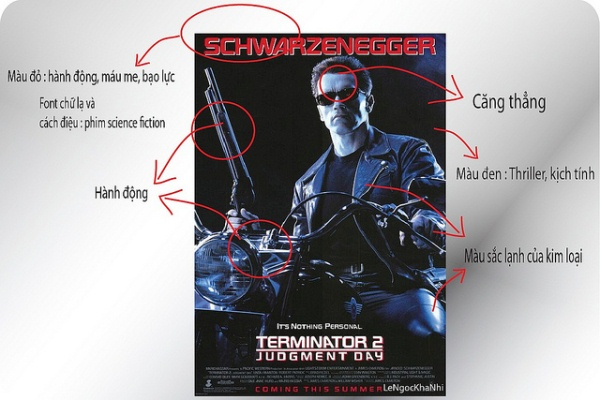 SCHWARZENEGGER
Màu đỏ : hành động, máu me, bạo lực
Font chữ lạ và
cách điệu : phim science fiction
Hành động
Căng thẳng
Màu đen : Thriller, kịch tính
Màu sắc lạnh của kim loại
IT'S NOTHING PERSONAL.
TERMINATOR 2
JUDGMENT DAY
COMING THIS SUMMER
LeNgocKhaNhi